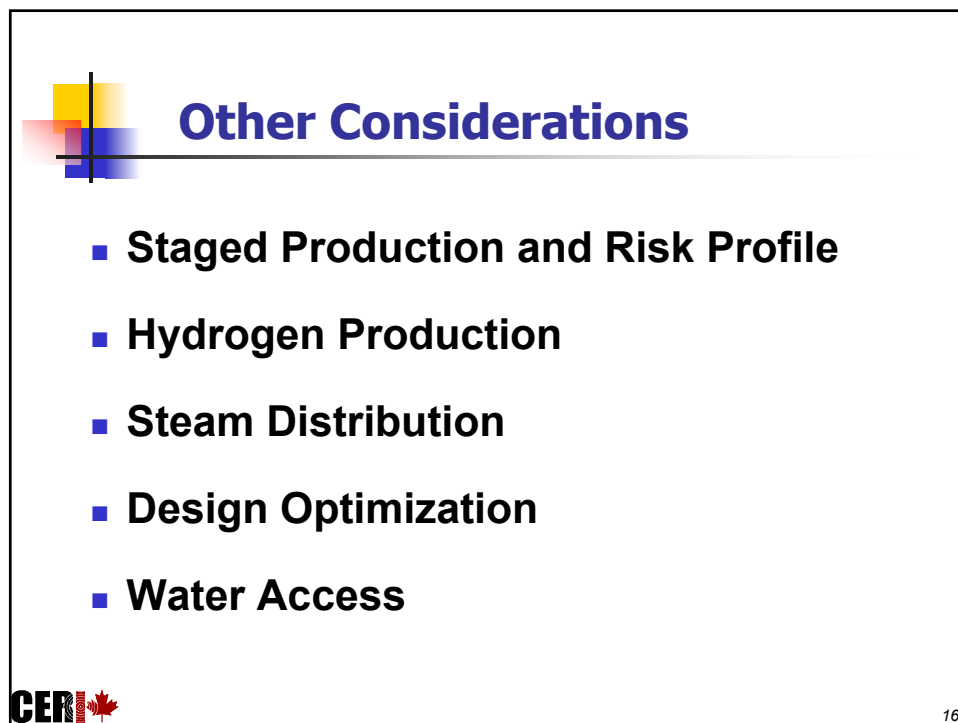 Other Considerations
Staged Production and Risk Profile
Hydrogen Production
Steam Distribution
Design Optimization
Water Access
CERI
16